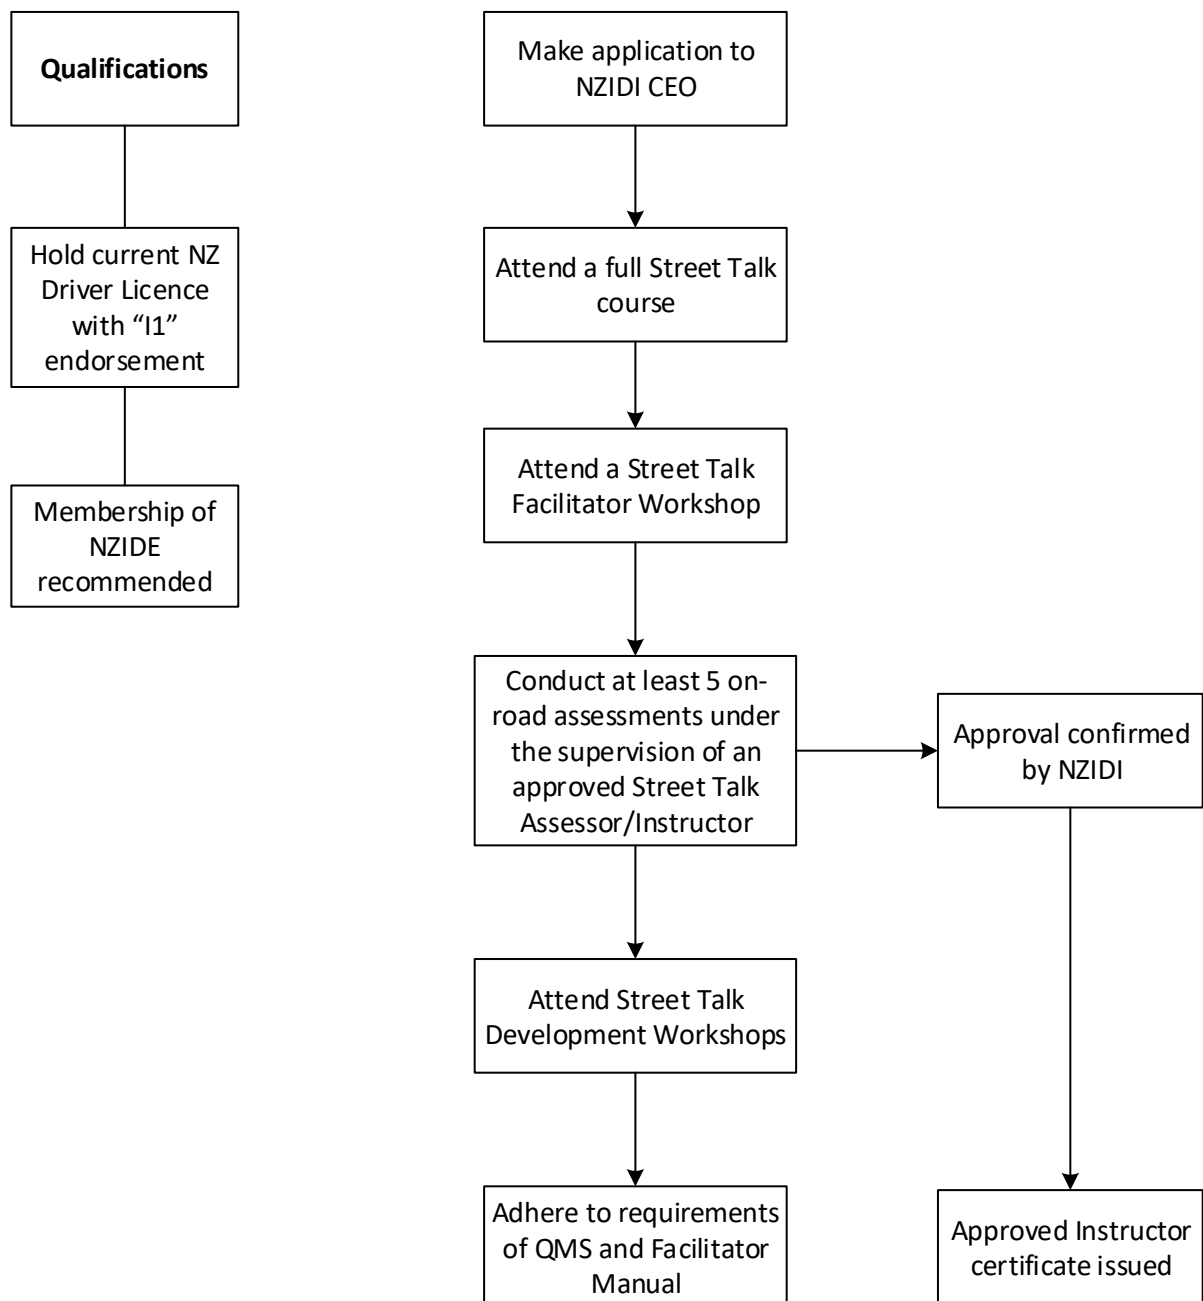 Qualifications
Hold current NZ
Driver Licence
with “I1”
endorsement
Membership of
NZIDE
recommended
Make application to
NZIDI CEO
Attend a full Street Talk
course
Attend a Street Talk
Facilitator Workshop
Conduct at least 5 on-
road assessments under
the supervision of an
approved Street Talk
Assessor/Instructor
Approval confirmed
by NZIDI
Attend Street Talk
Development Workshops
Adhere to requirements
of QMS and Facilitator
Manual
Approved Instructor
certificate issued